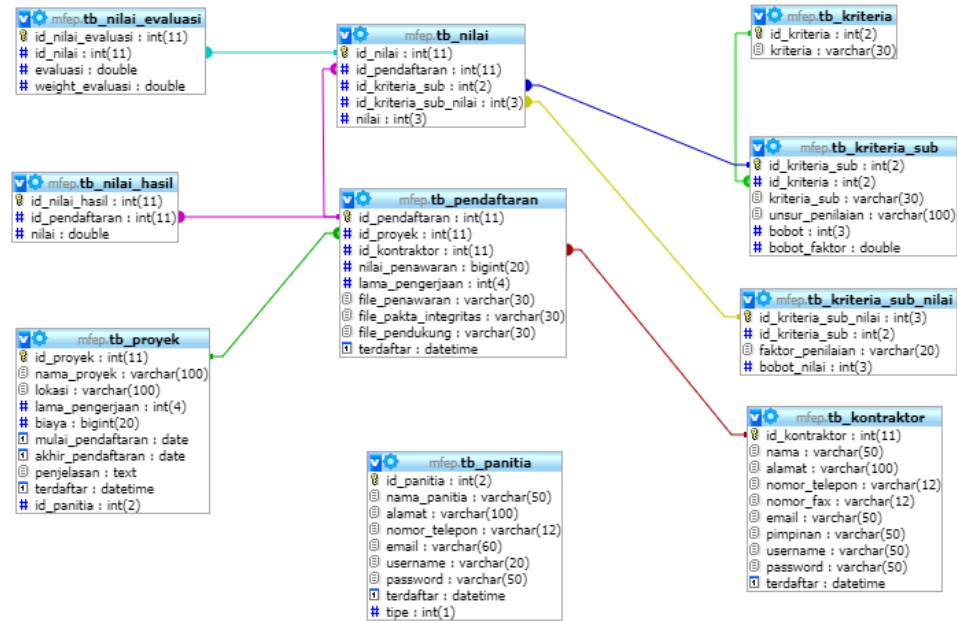 mfep.tb_nilai_evaluasi
id_nilai_evaluasi : int(11)
id_nilai : int(11)
evaluasi : double
weight_evaluasi : double
mfep.tb_nilai
id_nilai : int(11)
id_pendaftaran : int(11)
id_kriteria_sub : int(2)
id_kriteria_sub_nilai : int(3)
nilai : int(3)
mfep.tb_kriteria
id_kriteria : int(2)
kriteria : varchar(30)
mfep.tb_kriteria_sub
id_kriteria_sub : int(2)
id_kriteria : int(2)
kriteria_sub : varchar(30)
unsur_penilaian : varchar(100)
bobot : int(3)
bobot_faktor : double
mfep.tb_nilai_hasil
id_nilai_hasil : int(11)
id_pendaftaran : int(11)
nilai : double
mfep.tb_pendaftaran
id_pendaftaran : int(11)
id_proyek : int(11)
id_kontraktor : int(11)
nilai_penawaran : bigint(20)
lama_pengerjaan : int(4)
file_penawaran : varchar(30)
file_pakta_integritas : varchar(30)
file_pendukung : varchar(30)
terdaftar : datetime
mfep.tb_kriteria_sub_nilai
id_kriteria_sub_nilai : int(3)
id_kriteria_sub : int(2)
faktor_penilaian : varchar(20)
bobot_nilai : int(3)
mfep.tb_proyek
id_proyek : int(11)
nama_proyek : varchar(100)
lokasi : varchar(100)
lama_pengerjaan : int(4)
biaya : bigint(20)
mulai_pendaftaran : date
akhir_pendaftaran : date
penjelasan : text
terdaftar : datetime
id_panitia : int(2)
mfep.tb_panitia
id_panitia : int(2)
nama_panitia : varchar(50)
alamat : varchar(100)
nomor_telepon : varchar(12)
email : varchar(60)
username : varchar(20)
password : varchar(50)
terdaftar : datetime
tipe : int(1)
mfep.tb_kontraktor
id_kontraktor : int(11)
nama : varchar(50)
alamat : varchar(100)
nomor_telepon : varchar(12)
nomor_fax : varchar(12)
email : varchar(50)
pimpinan : varchar(50)
username : varchar(50)
password : varchar(50)
terdaftar : datetime